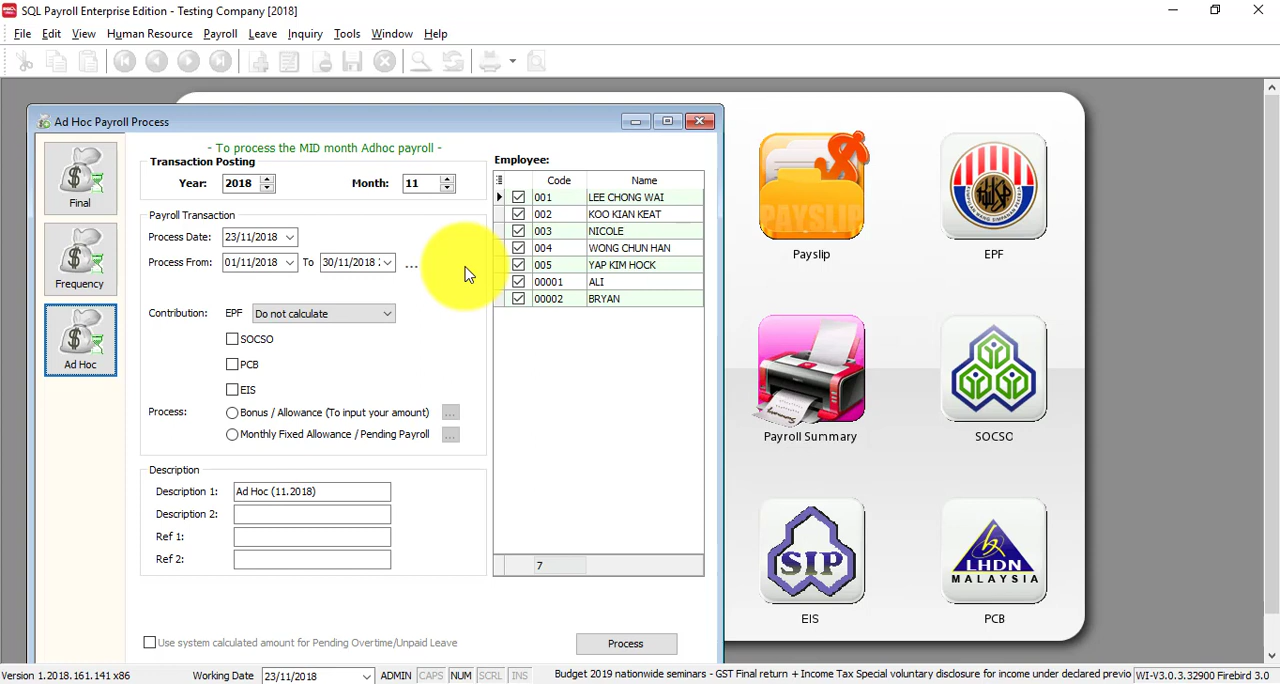 SQL Payroll Enterprise Edition - Testing Company [2018]
File Edit View Human Resource Payroll Leave Inquiry Tools Window Help
Ad Hoc Payroll Process
Final
Frequency
Ad Hoc
- To process the MID month Adhoc payroll -
Transaction Posting
Year: 2018 Month: 11
Payroll Transaction
Process Date: 23/11/2018
Process From: 01/11/2018 To 30/11/2018 ...
Contribution: EPF Do not calculate
SOCSO
PCB
EIS
Process: Bonus / Allowance (To input your amount) ...
Monthly Fixed Allowance / Pending Payroll ...
Description
Description 1: Ad Hoc (11.2018)
Description 2:
Ref 1:
Ref 2:
Use system calculated amount for Pending Overtime/Unpaid Leave
Employee:
Code Name
001 LEE CHONG WAI
002 KOO KIAN KEAT
003 NICOLE
004 WONG CHUN HAN
005 YAP KIM HOCK
00001 ALI
00002 BRYAN
7
Process
PAYSLIP
Payslip
EPF
Payroll Summary
SOCSO
SIP
EIS
LHDN
MALAYSIA
PCB
Version 1.2018.161.141 x86 Working Date 23/11/2018 ADMIN CAPS NUM SCRL INS Budget 2019 nationwide seminars - GST Final return + Income Tax Special voluntary disclosure for income under declared previo WI-V3.0.3.32900 Firebird 3.0